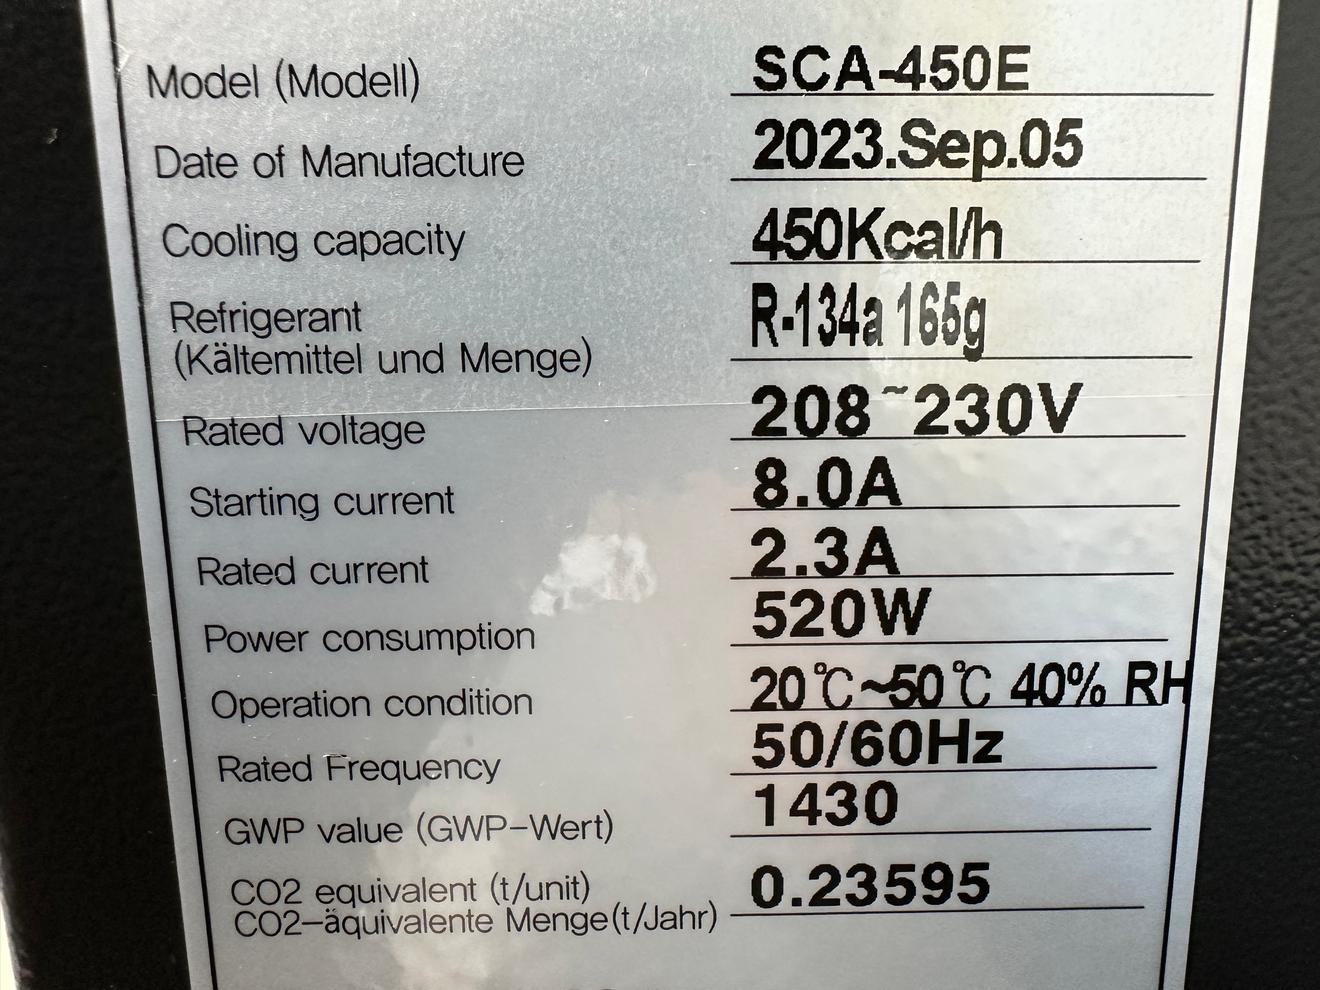 Model (Modell) SCA-450E
Date of Manufacture 2023.Sep.05
Cooling capacity 450Kcal/h
Refrigerant
(Kältemittel und Menge) R-134a 165g
Rated voltage 208~230V
Starting current 8.0A
Rated current 2.3A
Power consumption 520W
Operation condition 20℃~50℃ 40% RH
Rated Frequency 50/60Hz
GWP value (GWP-Wert) 1430
CO2 equivalent (t/unit) 0.23595
CO2-äquivalente Menge(t/Jahr)